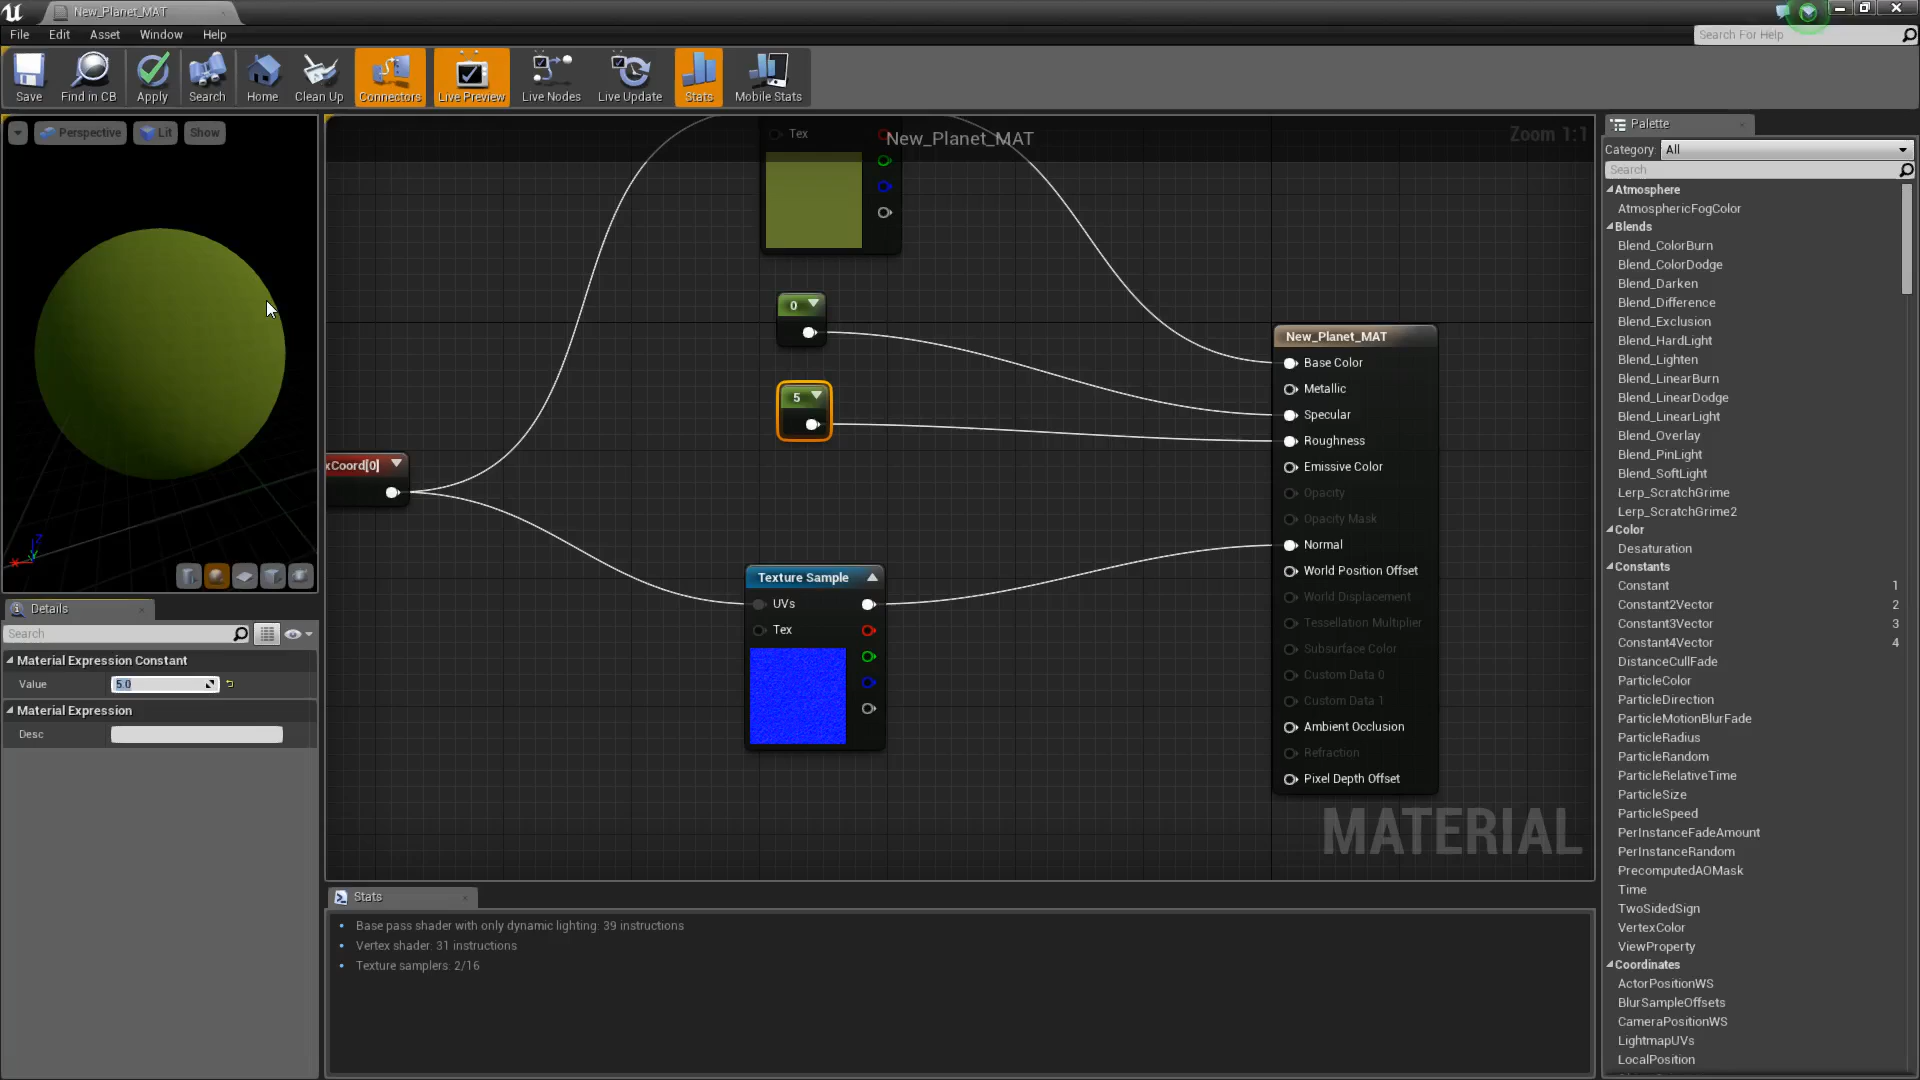 New_Planet_MAT
File Edit Asset Window Help
Search For Help
Save Find in CB Apply Search Home Clean Up Connectors Live Preview Live Nodes Live Update Stats Mobile Stats
Perspective Lit Show
New_Planet_MAT
Zoom 1:1
Tex
0
5
xCoord[0]
Texture Sample
UVs
Tex
New_Planet_MAT
Base Color
Metallic
Specular
Roughness
Emissive Color
Opacity
Opacity Mask
Normal
World Position Offset
World Displacement
Tessellation Multiplier
Subsurface Color
Custom Data 0
Custom Data 1
Ambient Occlusion
Refraction
Pixel Depth Offset
MATERIAL
Details
Search
Material Expression Constant
Value 5.0
Material Expression
Desc
Stats
Base pass shader with only dynamic lighting: 39 instructions
Vertex shader: 31 instructions
Texture samplers: 2/16
Palette
Category: All
Search
Atmosphere
AtmosphericFogColor
Blends
Blend_ColorBurn
Blend_ColorDodge
Blend_Darken
Blend_Difference
Blend_Exclusion
Blend_HardLight
Blend_Lighten
Blend_LinearBurn
Blend_LinearDodge
Blend_LinearLight
Blend_Overlay
Blend_PinLight
Blend_SoftLight
Lerp_ScratchGrime
Lerp_ScratchGrime2
Color
Desaturation
Constants
Constant 1
Constant2Vector 2
Constant3Vector 3
Constant4Vector 4
DistanceCullFade
ParticleColor
ParticleDirection
ParticleMotionBlurFade
ParticleRadius
ParticleRandom
ParticleRelativeTime
ParticleSize
ParticleSpeed
PerInstanceFadeAmount
PerInstanceRandom
PrecomputedAOMask
Time
TwoSidedSign
VertexColor
ViewProperty
Coordinates
ActorPositionWS
BlurSampleOffsets
CameraPositionWS
LightmapUVs
LocalPosition